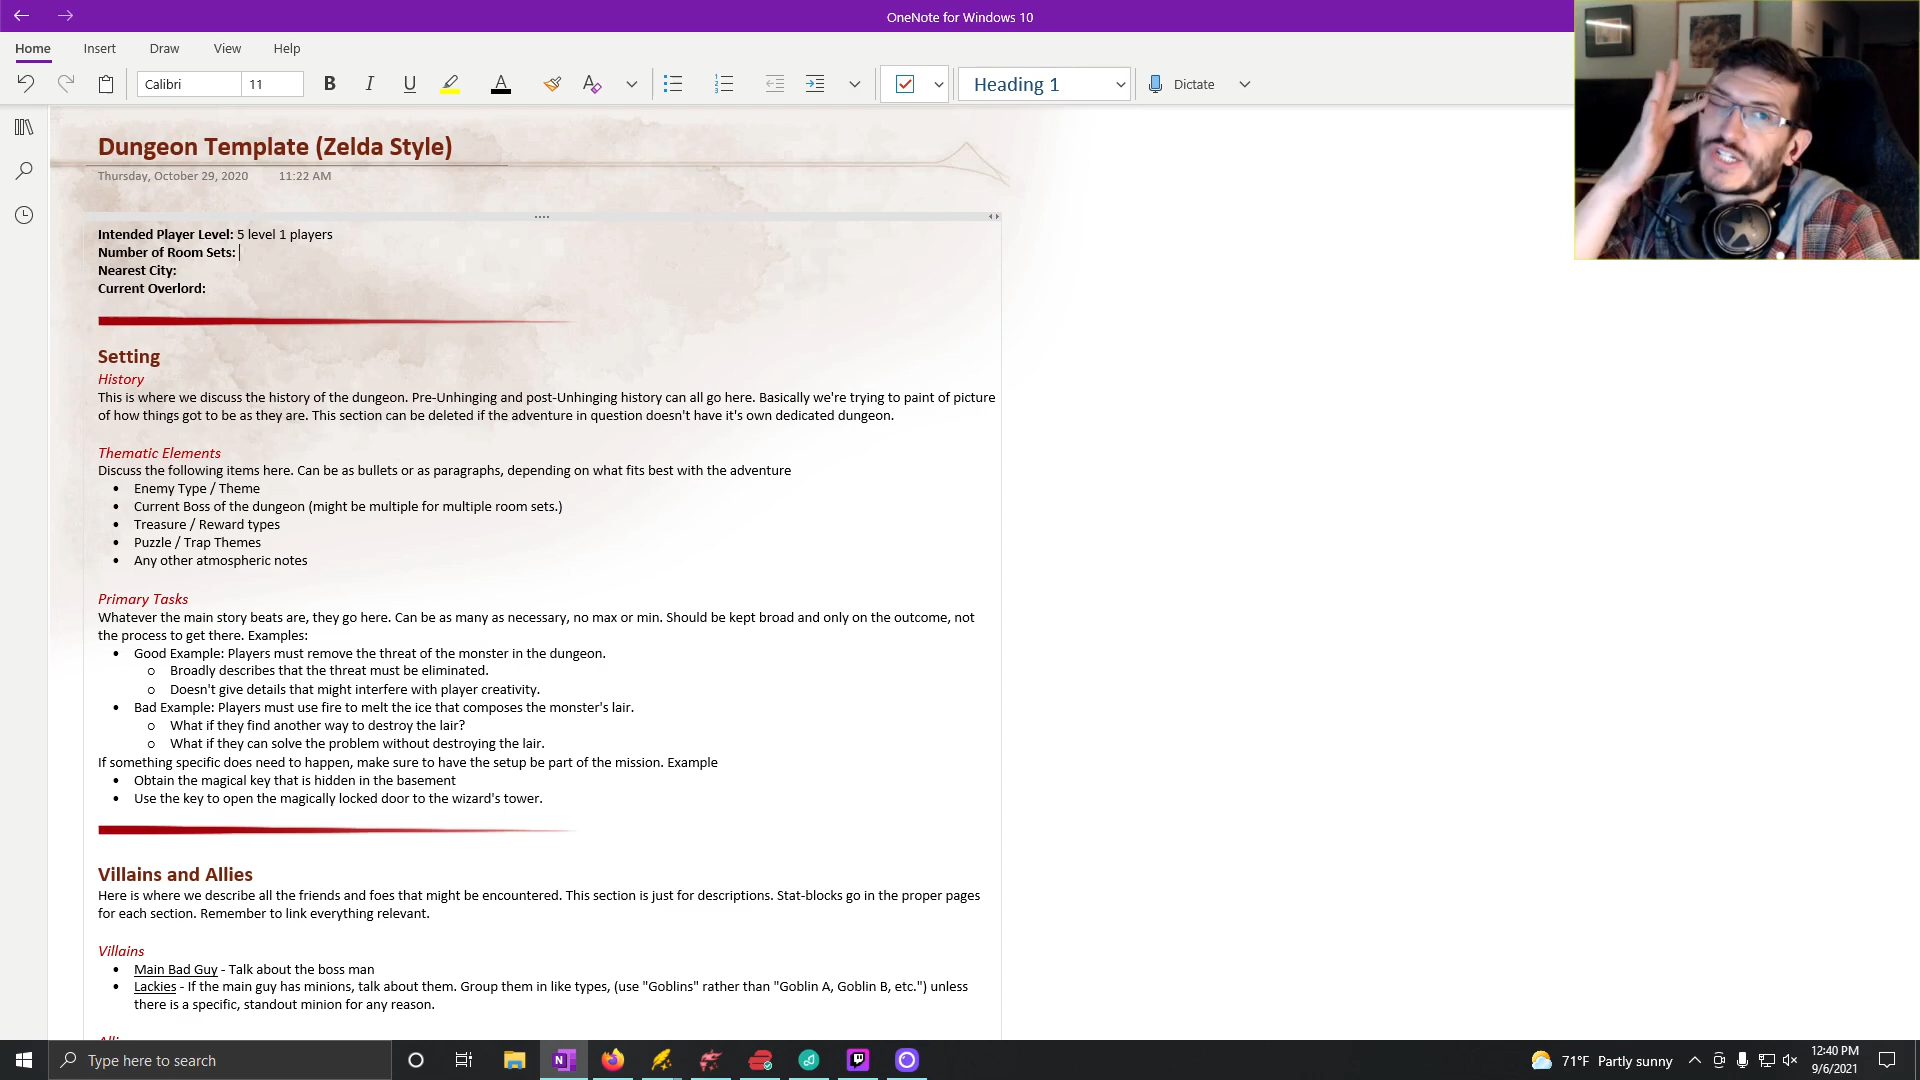 OneNote for Windows 10
Home Insert Draw View Help
Calibri 11 B I U A A Heading 1 Dictate
Dungeon Template (Zelda Style)
Thursday, October 29, 2020 11:22 AM
Intended Player Level: 5 level 1 players
Number of Room Sets:
Nearest City:
Current Overlord:
Setting
History
This is where we discuss the history of the dungeon. Pre-Unhinging and post-Unhinging history can all go here. Basically we're trying to paint of picture
of how things got to be as they are. This section can be deleted if the adventure in question doesn't have it's own dedicated dungeon.
Thematic Elements
Discuss the following items here. Can be as bullets or as paragraphs, depending on what fits best with the adventure
• Enemy Type / Theme
• Current Boss of the dungeon (might be multiple for multiple room sets.)
• Treasure / Reward types
• Puzzle / Trap Themes
• Any other atmospheric notes
Primary Tasks
Whatever the main story beats are, they go here. Can be as many as necessary, no max or min. Should be kept broad and only on the outcome, not
the process to get there. Examples:
• Good Example: Players must remove the threat of the monster in the dungeon.
o Broadly describes that the threat must be eliminated.
o Doesn't give details that might interfere with player creativity.
• Bad Example: Players must use fire to melt the ice that composes the monster's lair.
o What if they find another way to destroy the lair?
o What if they can solve the problem without destroying the lair.
If something specific does need to happen, make sure to have the setup be part of the mission. Example
• Obtain the magical key that is hidden in the basement
• Use the key to open the magically locked door to the wizard's tower.
Villains and Allies
Here is where we describe all the friends and foes that might be encountered. This section is just for descriptions. Stat-blocks go in the proper pages
for each section. Remember to link everything relevant.
Villains
• Main Bad Guy - Talk about the boss man
• Lackies - If the main guy has minions, talk about them. Group them in like types, (use "Goblins" rather than "Goblin A, Goblin B, etc.") unless
there is a specific, standout minion for any reason.
Type here to search
71°F Partly sunny
12:40 PM
9/6/2021